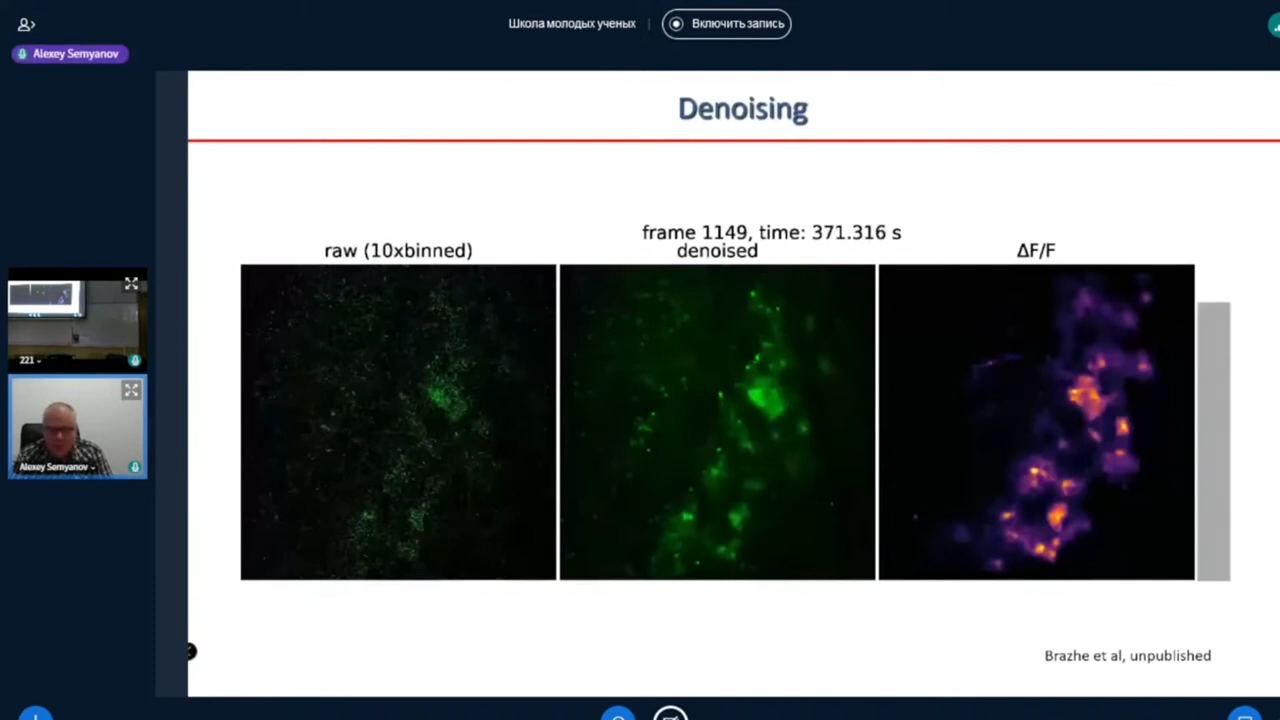 Школа молодых ученых
Включить запись
Alexey Semyanov
Denoising
frame 1149, time: 371.316 s
raw (10xbinned)
denoised
ΔF/F
221
Alexey Semyanov
Brazhe et al, unpublished